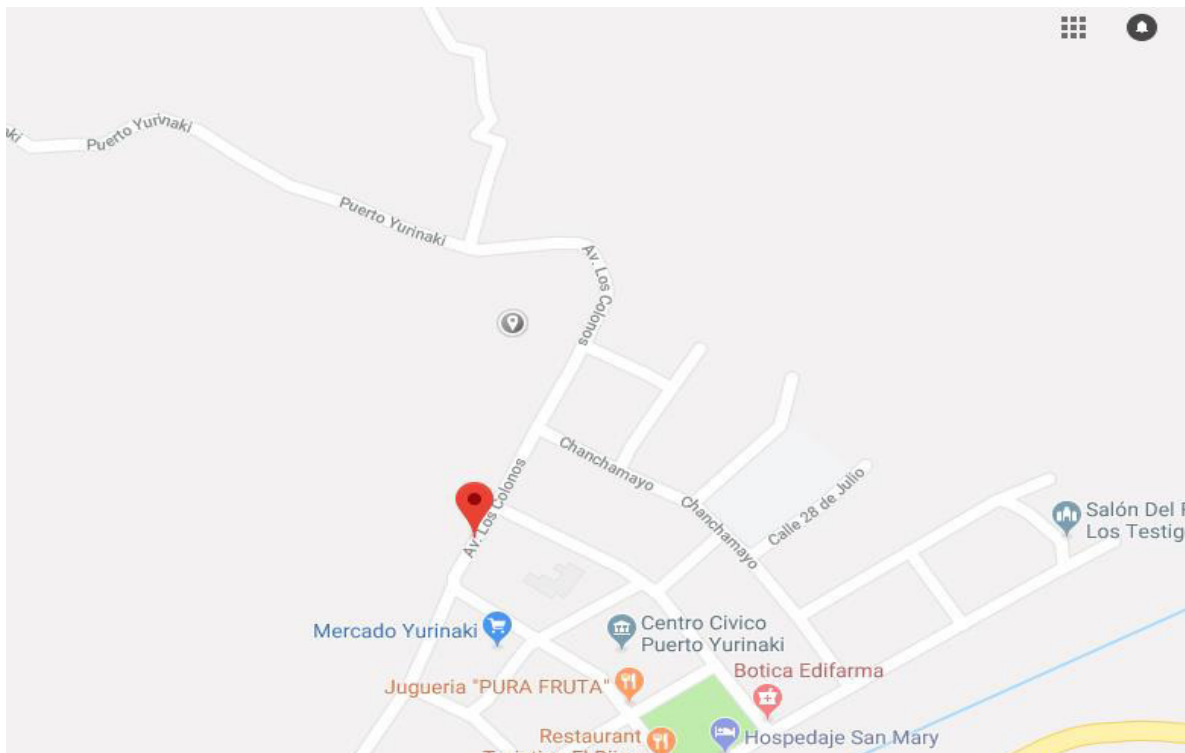 Puerto Yurinaki
Puerto Yurinaki
Av. Los Colonos
Chanchamayo
Av. Los Colonos
Chanchamayo
Calle 28 de Julio
Salón Del
Los
Mercado Yurinaki
Centro Civico
Puerto Yurinaki
Jugueria "PURA FRUTA"
Botica Edifarma
Restaurant
Hospedaje San Mary